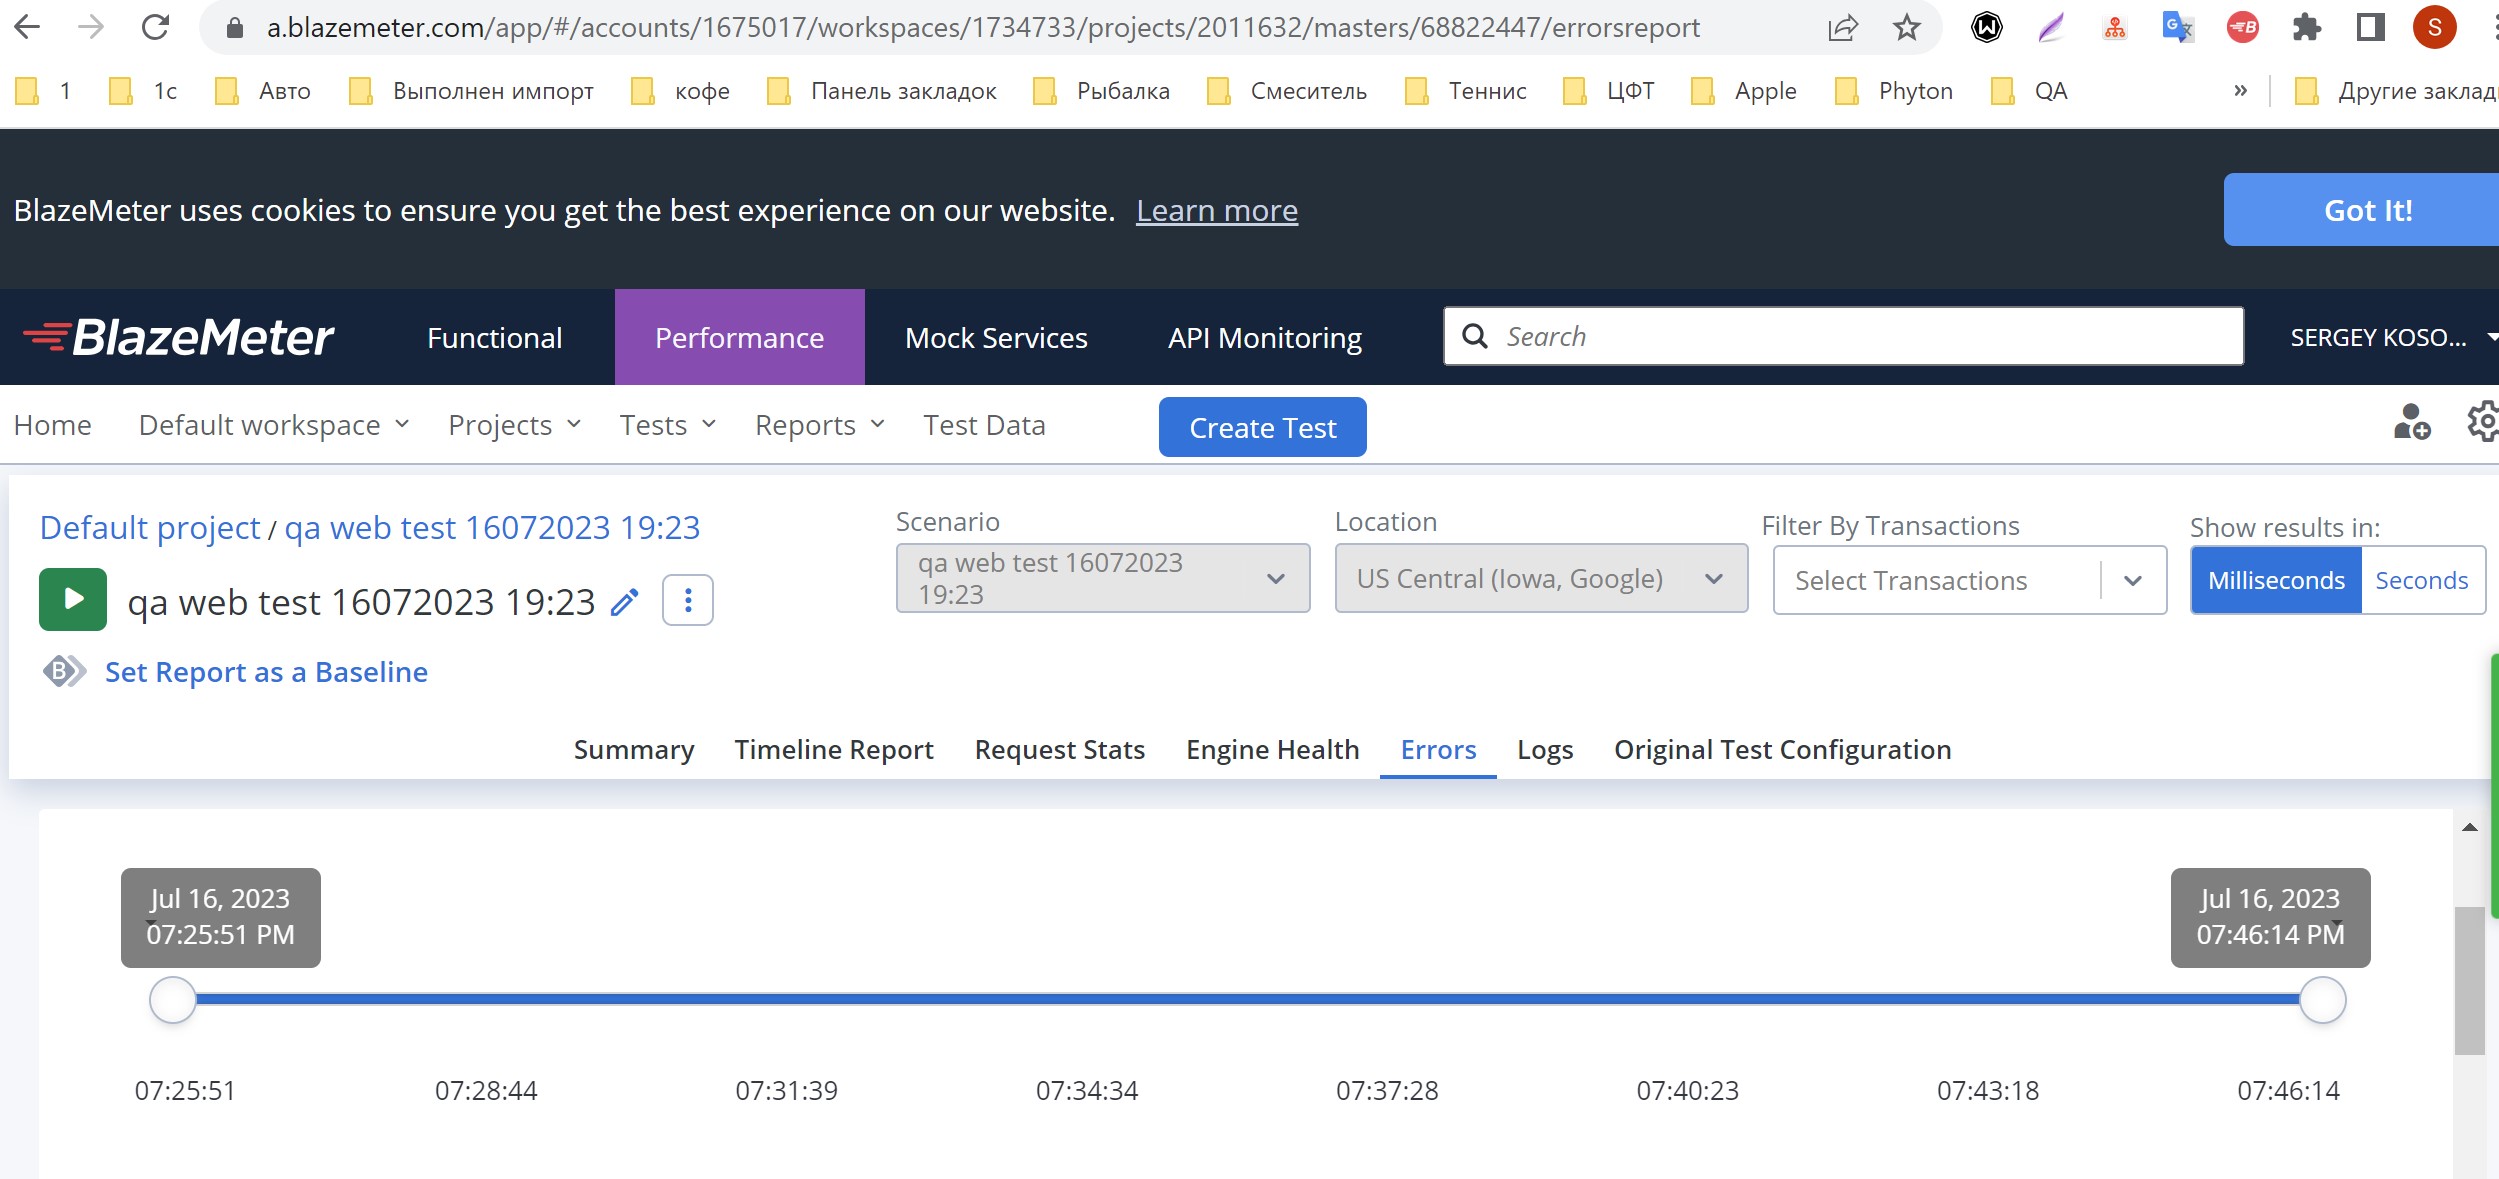 a.blazemeter.com/app/#/accounts/1675017/workspaces/1734733/projects/2011632/masters/68822447/errorsreport
S
1 1с Авто Выполнен импорт кофе Панель закладок Рыбалка Смеситель Теннис ЦФТ Apple Phyton QA » Другие заклад
BlazeMeter uses cookies to ensure you get the best experience on our website. Learn more Got It!
BlazeMeter Functional Performance Mock Services API Monitoring Search SERGEY KOSO...
Home Default workspace Projects Tests Reports Test Data Create Test
Default project / qa web test 16072023 19:23
Scenario Location Filter By Transactions Show results in:
qa web test 16072023
19:23
US Central (Iowa, Google) Select Transactions Milliseconds Seconds
qa web test 16072023 19:23
B Set Report as a Baseline
Summary Timeline Report Request Stats Engine Health Errors Logs Original Test Configuration
Jul 16, 2023
07:25:51 PM
Jul 16, 2023
07:46:14 PM
07:25:51 07:28:44 07:31:39 07:34:34 07:37:28 07:40:23 07:43:18 07:46:14